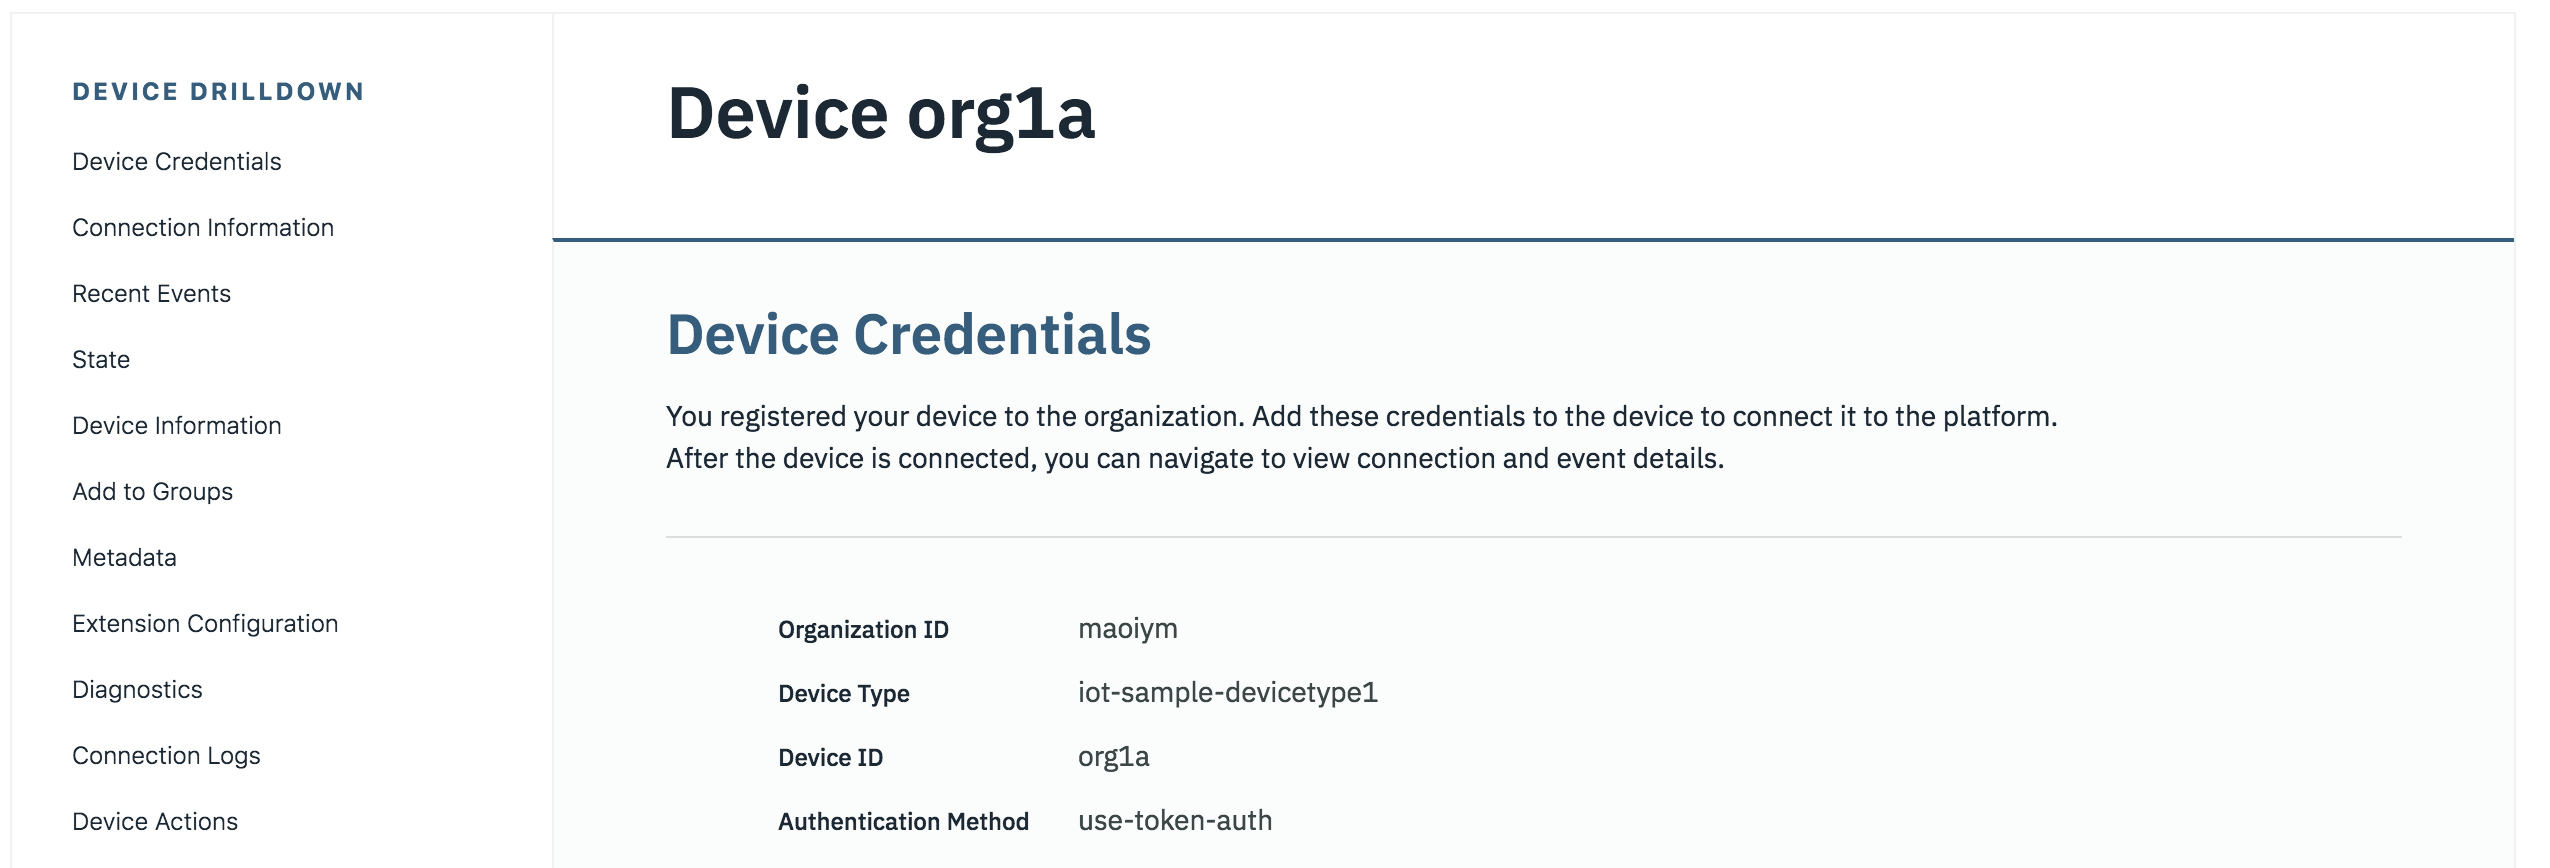 DEVICE DRILLDOWN
Device Credentials
Connection Information
Recent Events
State
Device Information
Add to Groups
Metadata
Extension Configuration
Diagnostics
Connection Logs
Device Actions
Device org1a
Device Credentials
You registered your device to the organization. Add these credentials to the device to connect it to the platform.
After the device is connected, you can navigate to view connection and event details.
Organization ID maoiym
Device Type iot-sample-devicetype1
Device ID org1a
Authentication Method use-token-auth